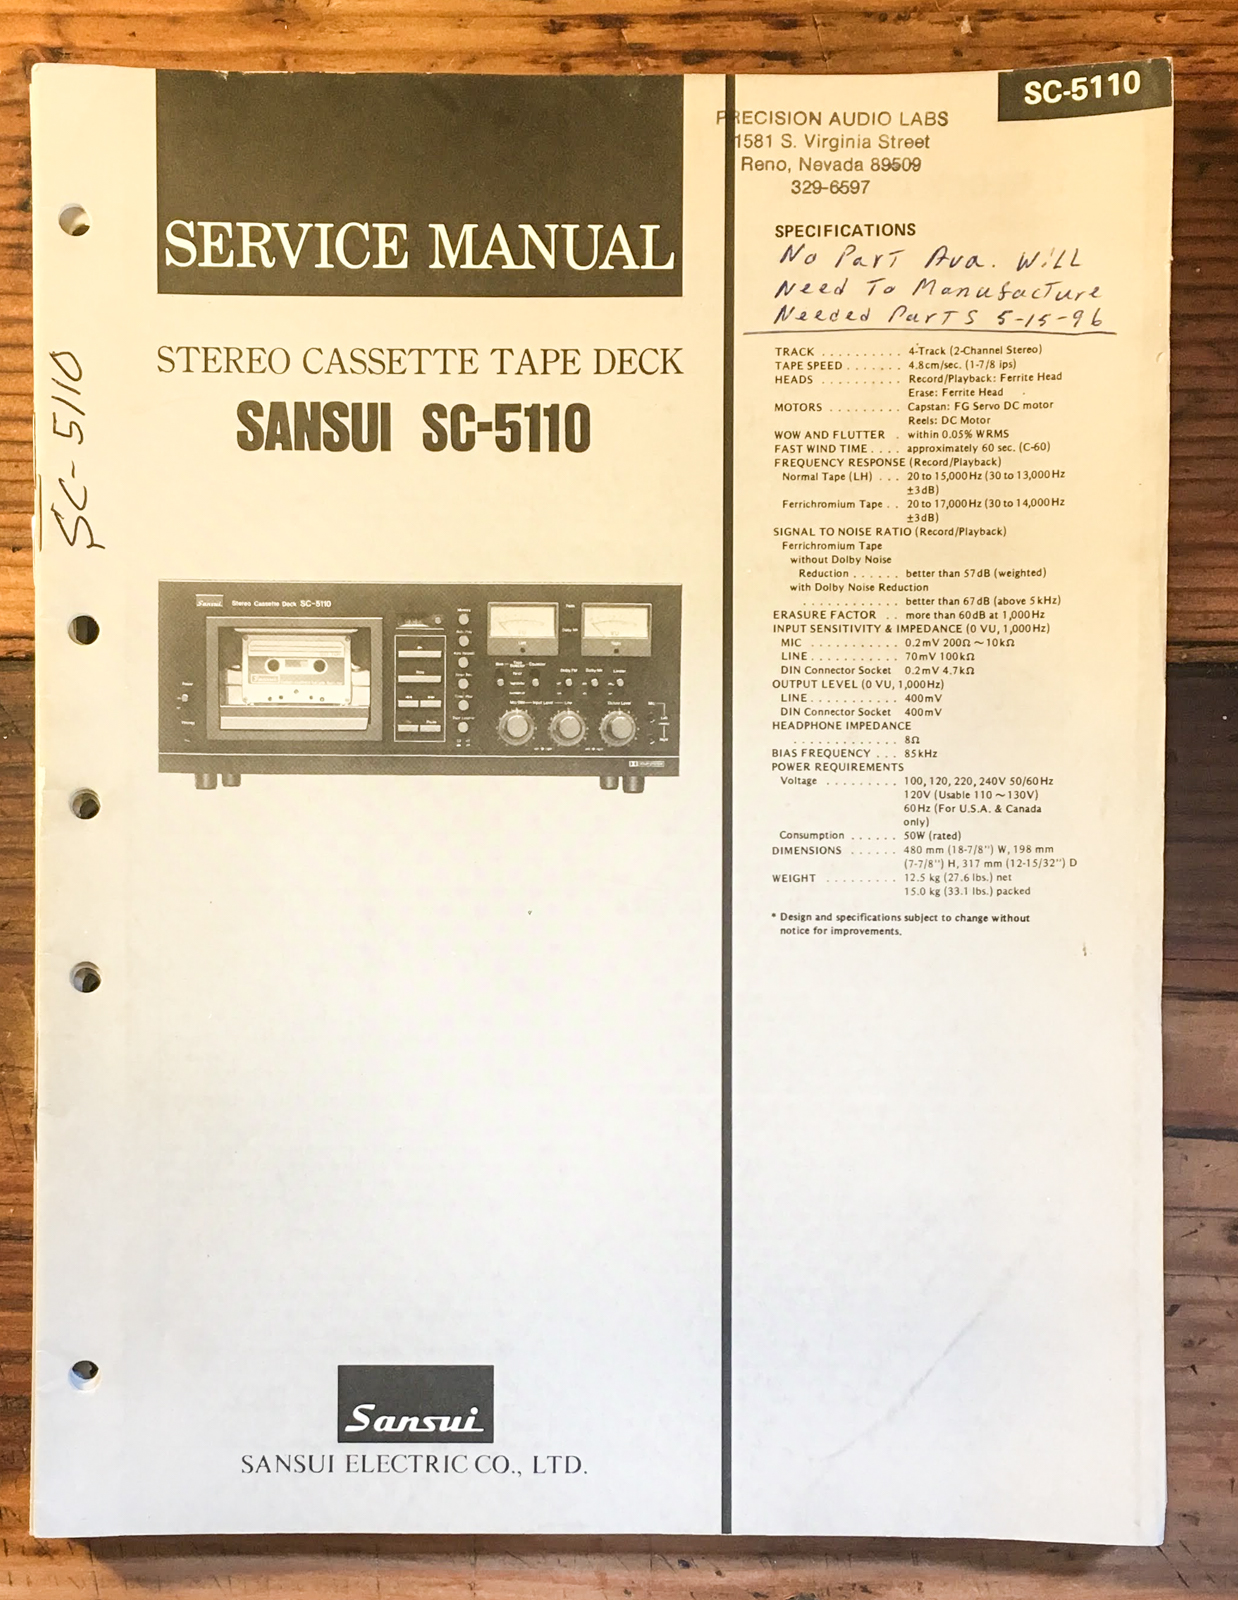 SC-5110
SERVICE MANUAL
STEREO CASSETTE TAPE DECK
SANSUI SC-5110
SC-5110
Sansui Stereo Cassette Deck SC-5110
Sansui
SANSUI ELECTRIC CO., LTD.
SC-5110
PRECISION AUDIO LABS
1581 S. Virginia Street
Reno, Nevada 89509
329-6597
SPECIFICATIONS
No Part Ava. Will
Need To Manufacture
Needed Parts 5-15-96
TRACK . . . . . . . . . . 4-Track (2-Channel Stereo)
TAPE SPEED . . . . . . . 4.8cm/sec. (1-7/8 ips)
HEADS . . . . . . . . . . Record/Playback: Ferrite Head
Erase: Ferrite Head
MOTORS . . . . . . . . . Capstan: FG Servo DC motor
Reels: DC Motor
WOW AND FLUTTER . within 0.05% WRMS
FAST WIND TIME . . . . approximately 60 sec. (C-60)
FREQUENCY RESPONSE (Record/Playback)
Normal Tape (LH) . . . 20 to 15,000Hz (30 to 13,000Hz
±3dB)
Ferrichromium Tape . . 20 to 17,000Hz (30 to 14,000Hz
±3dB)
SIGNAL TO NOISE RATIO (Record/Playback)
Ferrichromium Tape
without Dolby Noise
Reduction . . . . . . better than 57dB (weighted)
with Dolby Noise Reduction
. . . . . . . . . . . . better than 67dB (above 5kHz)
ERASURE FACTOR . . more than 60dB at 1,000Hz
INPUT SENSITIVITY & IMPEDANCE (0 VU, 1,000Hz)
MIC . . . . . . . . . . . 0.2mV 200Ω ~ 10kΩ
LINE . . . . . . . . . . . 70mV 100kΩ
DIN Connector Socket 0.2mV 4.7kΩ
OUTPUT LEVEL (0 VU, 1,000Hz)
LINE . . . . . . . . . . . 400mV
DIN Connector Socket 400mV
HEADPHONE IMPEDANCE
. . . . . . . . . . . . . 8Ω
BIAS FREQUENCY . . . 85kHz
POWER REQUIREMENTS
Voltage . . . . . . . . . 100, 120, 220, 240V 50/60Hz
120V (Usable 110 ~ 130V)
60Hz (For U.S.A. & Canada
only)
Consumption . . . . . . 50W (rated)
DIMENSIONS . . . . . . 480 mm (18-7/8") W, 198 mm
(7-7/8") H, 317 mm (12-15/32") D
WEIGHT . . . . . . . . . 12.5 kg (27.6 lbs.) net
15.0 kg (33.1 lbs.) packed
* Design and specifications subject to change without
notice for improvements.